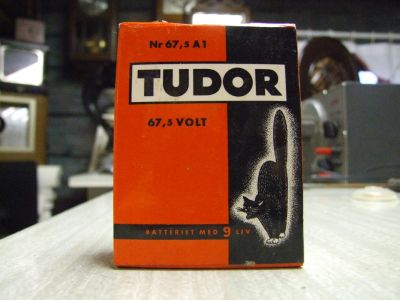 Nr 67,5 A1
TUDOR
67,5 VOLT
BATTERIET MED 9 LIV